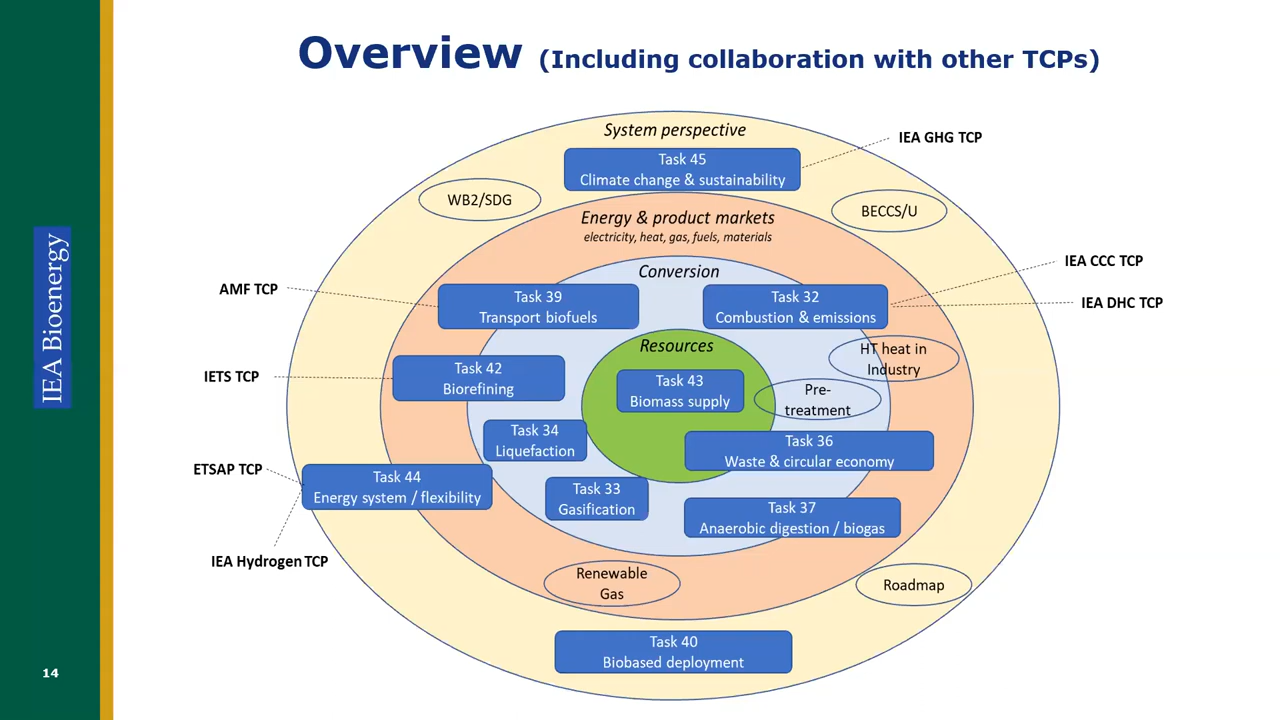 Overview (Including collaboration with other TCPs)
System perspective
IEA GHG TCP
Task 45
Climate change & sustainability
WB2/SDG
BECCS/U
Energy & product markets
electricity, heat, gas, fuels, materials
IEA CCC TCP
Conversion
AMF TCP
Task 39
Transport biofuels
Task 32
Combustion & emissions
IEA DHC TCP
Resources
HT heat in
Industry
IETS TCP
Task 42
Biorefining
Task 43
Biomass supply
Pre-
treatment
Task 34
Liquefaction
Task 36
Waste & circular economy
ETSAP TCP
Task 44
Energy system / flexibility
Task 33
Gasification
Task 37
Anaerobic digestion / biogas
IEA Hydrogen TCP
Renewable
Gas
Roadmap
Task 40
Biobased deployment
IEA Bioenergy
14